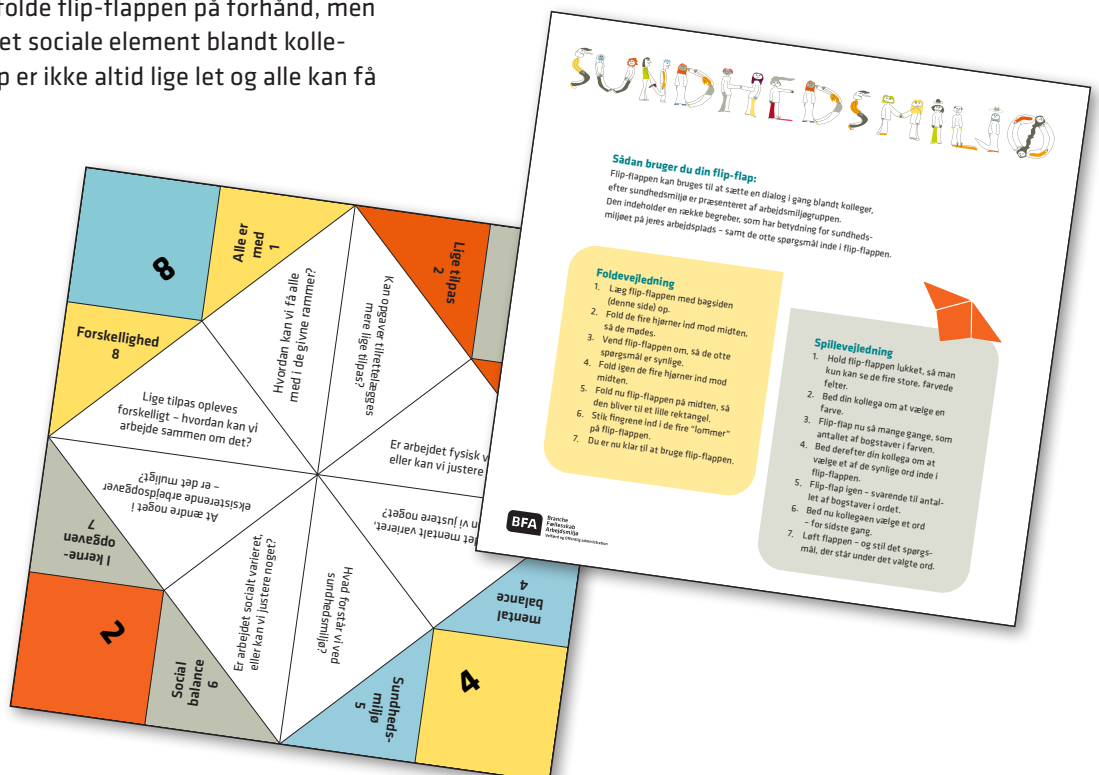 folde flip-flappen på forhånd, men
et sociale element blandt kolle-
er ikke altid lige let og alle kan få
SUNDHEDSMILJØ
Sådan bruger du din flip-flap:
Flip-flappen kan bruges til at sætte en dialog i gang blandt kolleger,
efter sundhedsmiljø er præsenteret af arbejdsmiljøgruppen.
Den indeholder en række begreber, som har betydning for sundheds-
miljøet på jeres arbejdsplads – samt de otte spørgsmål inde i flip-flappen.
Foldevejledning
1. Læg flip-flappen med bagsiden
(denne side) op.
2. Fold de fire hjørner ind mod midten,
så de mødes.
3. Vend flip-flappen om, så de otte
spørgsmål er synlige.
4. Fold igen de fire hjørner ind mod
midten.
5. Fold nu flip-flappen på midten, så
den bliver til et lille rektangel.
6. Stik fingrene ind i de fire "lommer"
på flip-flappen.
7. Du er nu klar til at bruge flip-flappen.
Spillevejledning
1. Hold flip-flappen lukket, så man
kun kan se de fire store, farvede
felter.
2. Bed din kollega om at vælge en
farve.
3. Flip-flap nu så mange gange, som
antallet af bogstaver i farven.
4. Bed derefter din kollega om at
vælge et af de synlige ord inde i
flip-flappen.
5. Flip-flap igen – svarende til antal-
let af bogstaver i ordet.
6. Bed nu kollegaen vælge et ord
– for sidste gang.
7. Løft flappen – og stil det spørgs-
mål, der står under det valgte ord.
BFA
Branche
Fællesskab
Arbejdsmiljø
Velfærd og Offentlig administration
8
Alle er
med
1
Lige tilpas
2
Forskellighed
8
Hvordan kan vi få alle
med i de givne rammer?
Kan opgaver tilrettelægges
mere lige tilpas?
Lige tilpas opleves
forskelligt – hvordan kan vi
arbejde sammen om det?
Er arbejdet fysisk
eller kan vi justere
At ændre noget i
eksisterende arbejdsopgaver
– er det muligt?
I kerne-
opgaven
7
det mentalt varieret,
vi justere noget?
Er arbejdet socialt varieret,
eller kan vi justere noget?
Hvad forstår vi ved
sundhedsmiljø?
mental
balance
4
2
Social
balance
6
Sundheds-
miljø
5
4